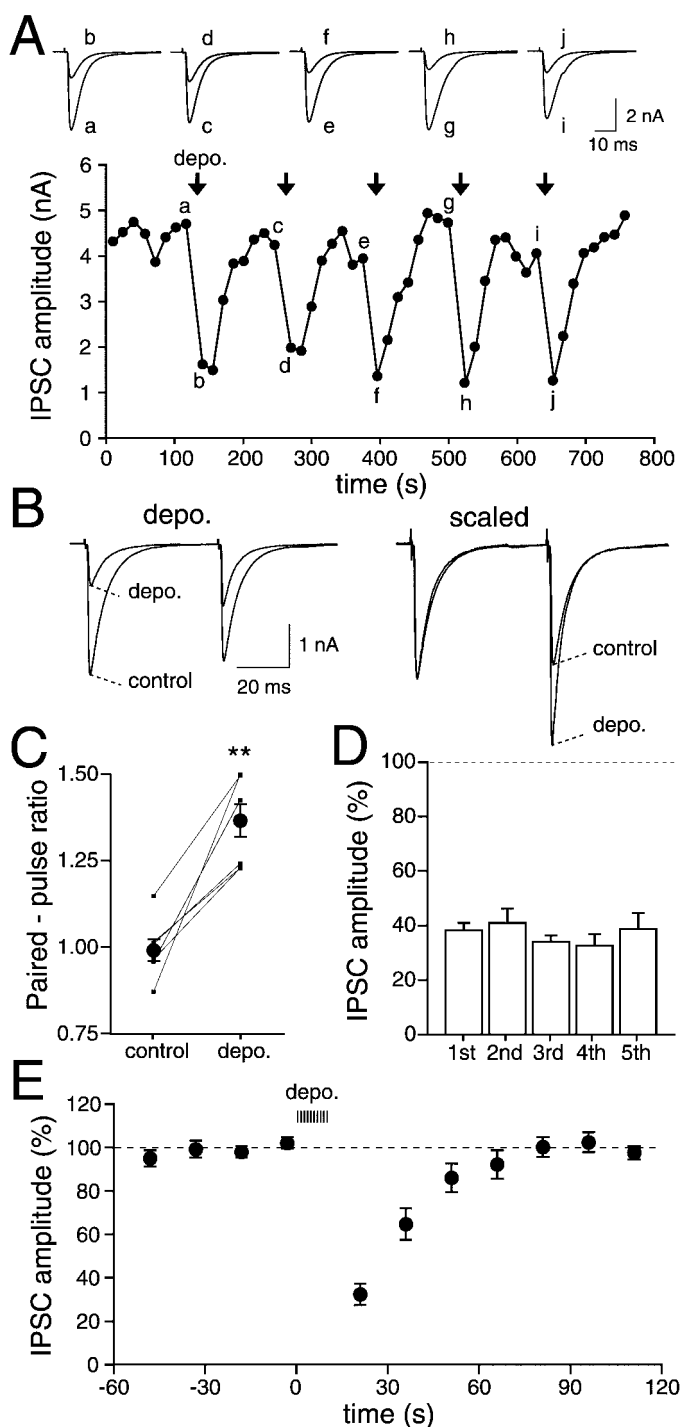 A
b d f h j
a c e g i
2 nA
10 ms
depo.
IPSC amplitude (nA)
6
5
4
3
2
1
0
a
b
c
d
e
f
g
h
i
j
0 100 200 300 400 500 600 700 800
time (s)
B
depo.
scaled
depo.
control
1 nA
20 ms
control
depo.
C
**
Paired - pulse ratio
1.50
1.25
1.00
0.75
control depo.
D
IPSC amplitude (%)
100
80
60
40
20
0
1st 2nd 3rd 4th 5th
E
depo.
IPSC amplitude (%)
120
100
80
60
40
20
0
-60 -30 0 30 60 90 120
time (s)